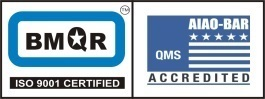 BMQR
TM
ISO 9001 CERTIFIED
AIAO-BAR
QMS
ACCREDITED